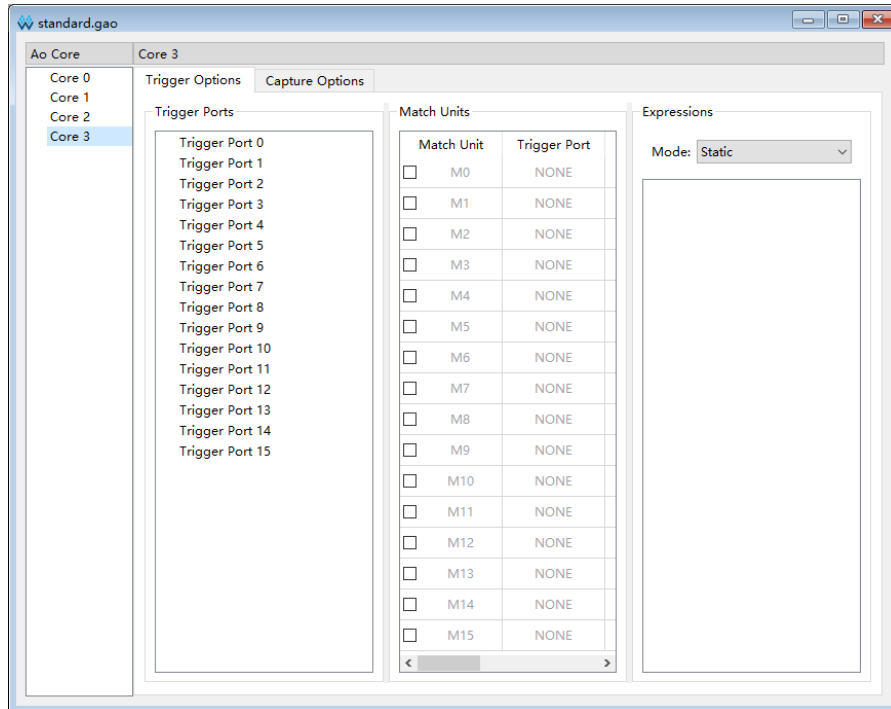 standard.gao
Ao Core
Core 3
Core 0
Core 1
Core 2
Core 3
Trigger Options
Capture Options
Trigger Ports
Trigger Port 0
Trigger Port 1
Trigger Port 2
Trigger Port 3
Trigger Port 4
Trigger Port 5
Trigger Port 6
Trigger Port 7
Trigger Port 8
Trigger Port 9
Trigger Port 10
Trigger Port 11
Trigger Port 12
Trigger Port 13
Trigger Port 14
Trigger Port 15
Match Units
Match Unit Trigger Port
M0 NONE
M1 NONE
M2 NONE
M3 NONE
M4 NONE
M5 NONE
M6 NONE
M7 NONE
M8 NONE
M9 NONE
M10 NONE
M11 NONE
M12 NONE
M13 NONE
M14 NONE
M15 NONE
Expressions
Mode: Static